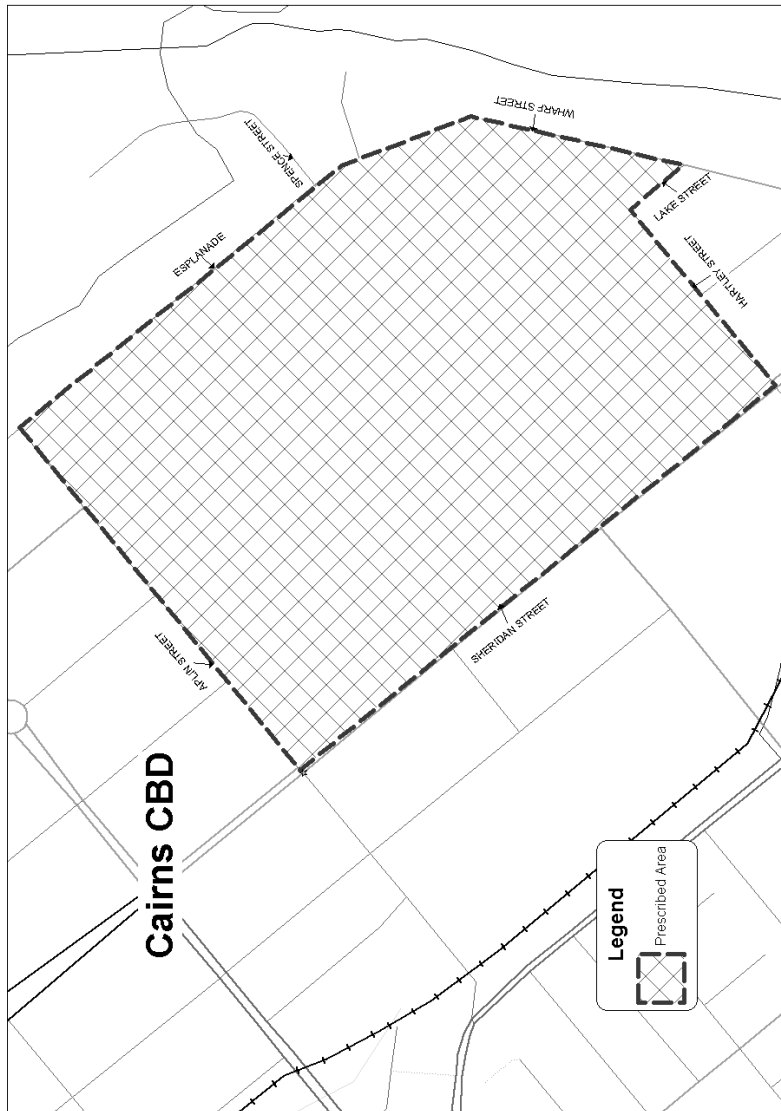 Cairns CBD
APLIN STREET
ESPLANADE
SPENCE STREET
WHARF STREET
LAKE STREET
HARTLEY STREET
SHERIDAN STREET
Legend
Prescribed Area